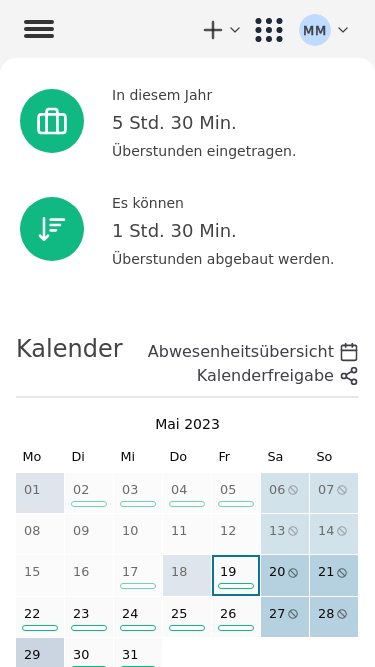 MM
In diesem Jahr
5 Std. 30 Min.
Überstunden eingetragen.
Es können
1 Std. 30 Min.
Überstunden abgebaut werden.
Kalender
Abwesenheitsübersicht
Kalenderfreigabe
Mai 2023
Mo Di Mi Do Fr Sa So
01 02 03 04 05 06 07
08 09 10 11 12 13 14
15 16 17 18 19 20 21
22 23 24 25 26 27 28
29 30 31